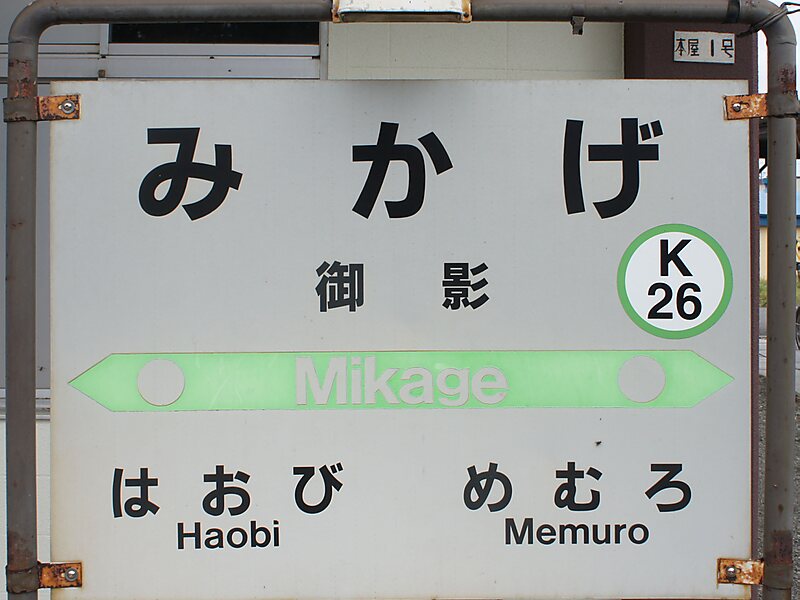 本屋1号
みかげ
御影
K
26
Mikage
はおび
Haobi
めむろ
Memuro